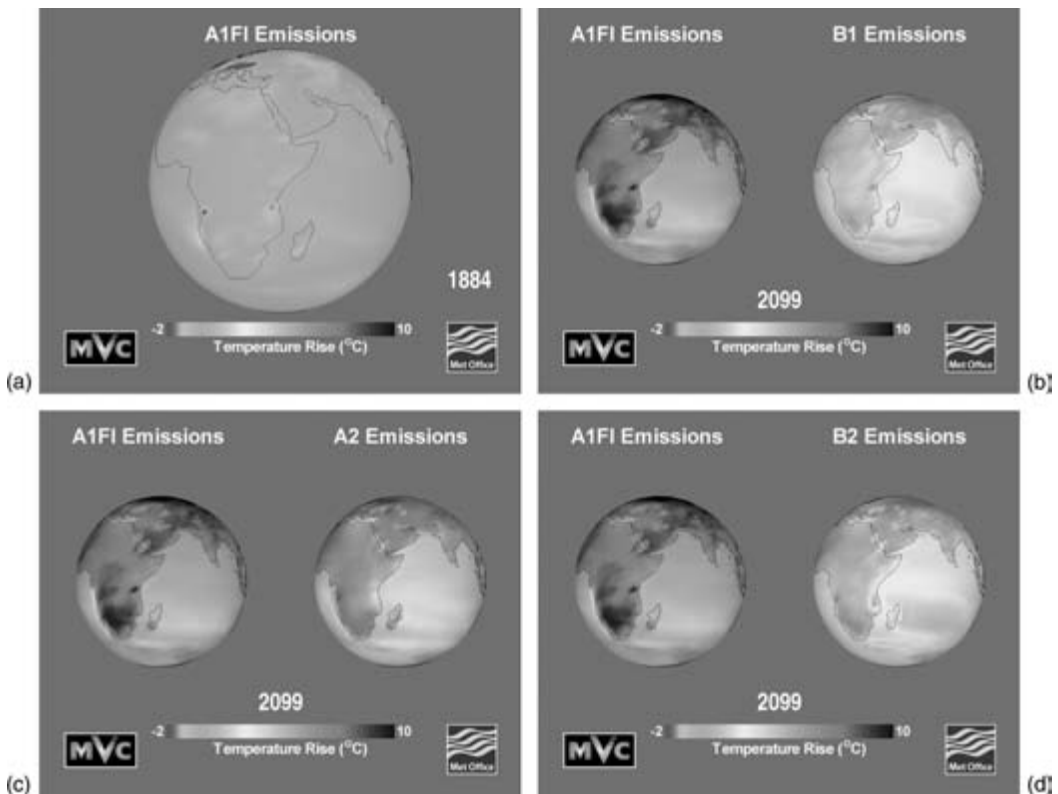 A1FI Emissions
1884
-2 10
Temperature Rise (°C)
MVC
Met Office
(a)
A1FI Emissions B1 Emissions
2099
-2 10
Temperature Rise (°C)
MVC
Met Office
(b)
A1FI Emissions A2 Emissions
2099
-2 10
Temperature Rise (°C)
MVC
Met Office
(c)
A1FI Emissions B2 Emissions
2099
-2 10
Temperature Rise (°C)
MVC
Met Office
(d)